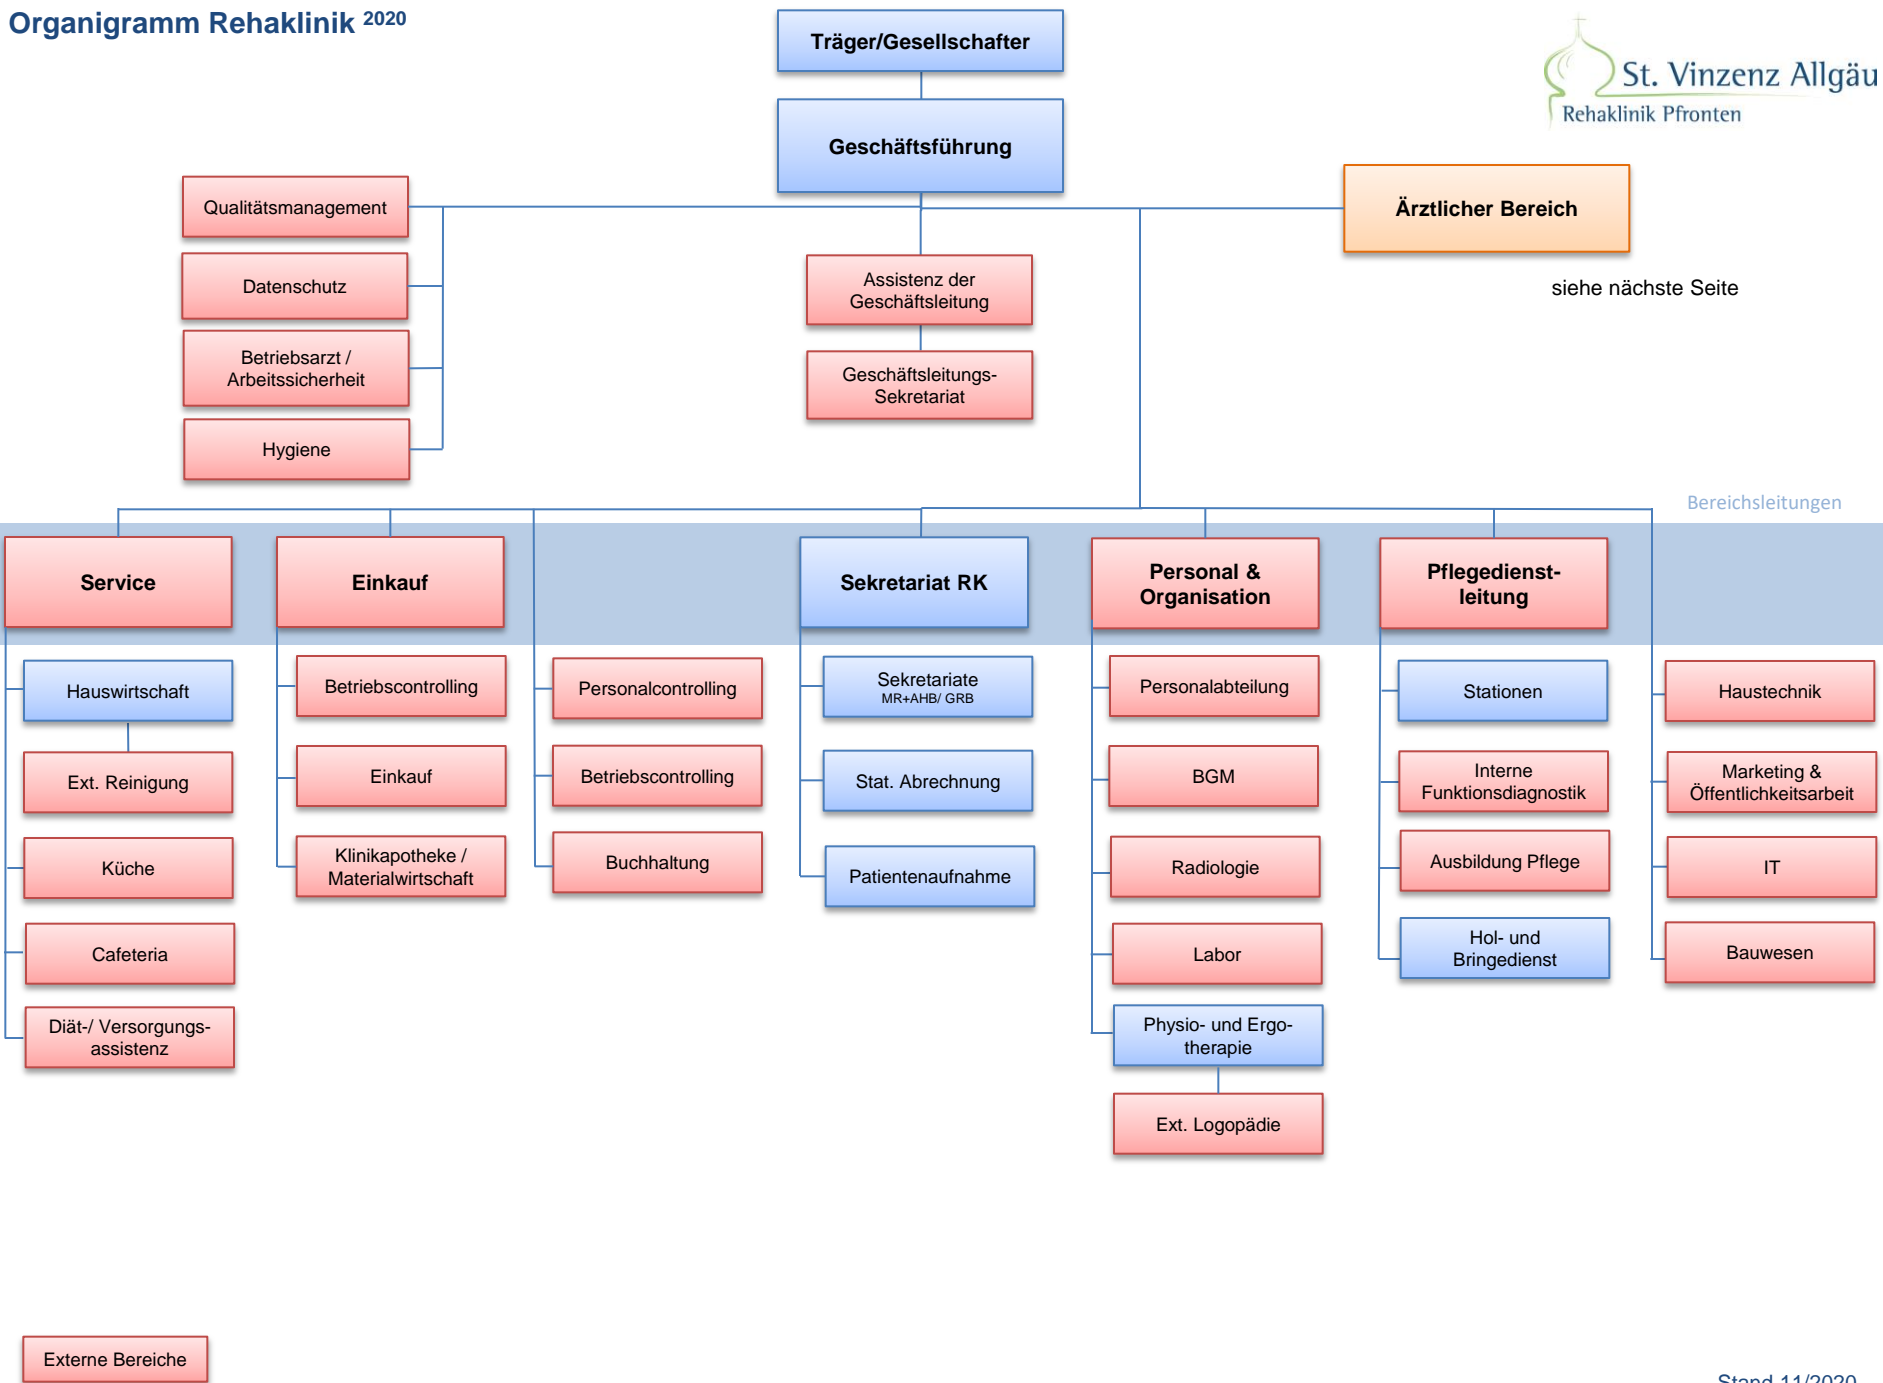 Organigramm Rehaklinik 2020
Träger/Gesellschafter
St. Vinzenz Allgäu
Rehaklinik Pfronten
Geschäftsführung
Qualitätsmanagement
Ärztlicher Bereich
Datenschutz
Assistenz der
Geschäftsleitung
siehe nächste Seite
Betriebsarzt /
Arbeitssicherheit
Geschäftsleitungs-
Sekretariat
Hygiene
Bereichsleitungen
Service
Einkauf
Sekretariat RK
Personal &
Organisation
Pflegedienst-
leitung
Hauswirtschaft
Ext. Reinigung
Küche
Cafeteria
Diät-/ Versorgungs-
assistenz
Betriebscontrolling
Einkauf
Klinikapotheke /
Materialwirtschaft
Personalcontrolling
Betriebscontrolling
Buchhaltung
Sekretariate
MR+AHB/ GRB
Stat. Abrechnung
Patientenaufnahme
Personalabteilung
BGM
Radiologie
Labor
Physio- und Ergo-
therapie
Ext. Logopädie
Stationen
Interne
Funktionsdiagnostik
Ausbildung Pflege
Hol- und
Bringedienst
Haustechnik
Marketing &
Öffentlichkeitsarbeit
IT
Bauwesen
Externe Bereiche
Stand 11/2020